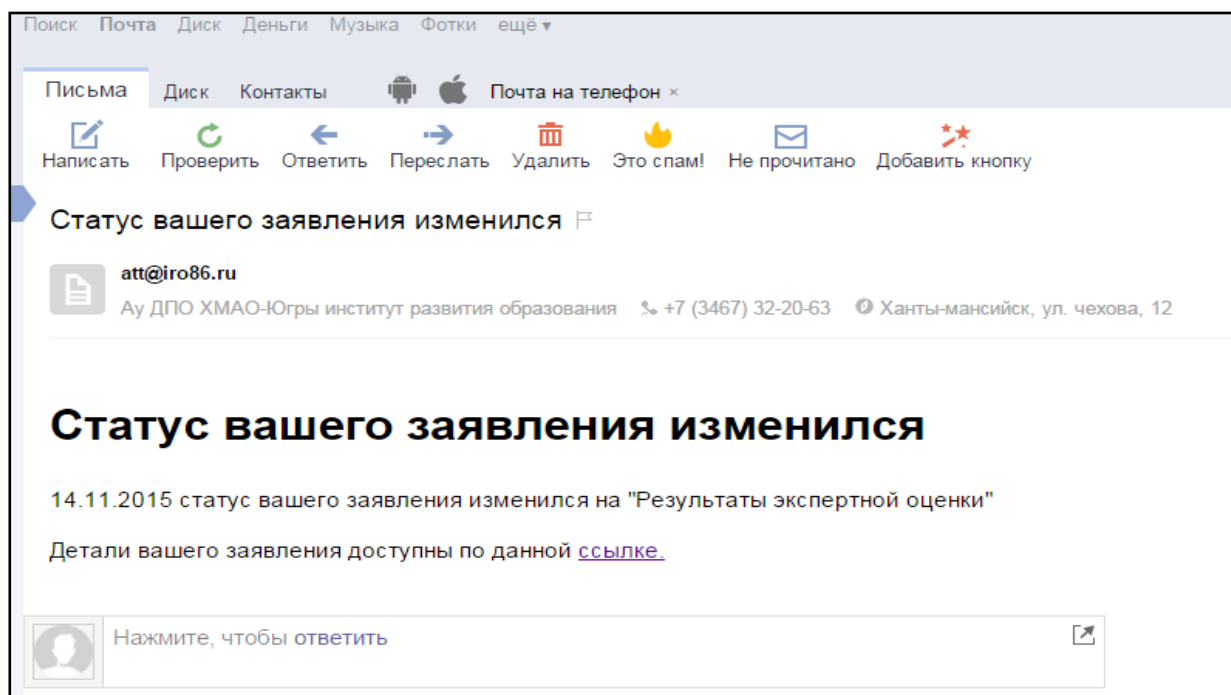 Поиск Почта Диск Деньги Музыка Фотки ещё ▾
Письма Диск Контакты Почта на телефон ×
Написать Проверить Ответить Переслать Удалить Это спам! Не прочитано Добавить кнопку
Статус вашего заявления изменился
att@iro86.ru
Ау ДПО ХМАО-Югры институт развития образования +7 (3467) 32-20-63 Ханты-мансийск, ул. чехова, 12
Статус вашего заявления изменился
14.11.2015 статус вашего заявления изменился на "Результаты экспертной оценки"
Детали вашего заявления доступны по данной ссылке.
Нажмите, чтобы ответить